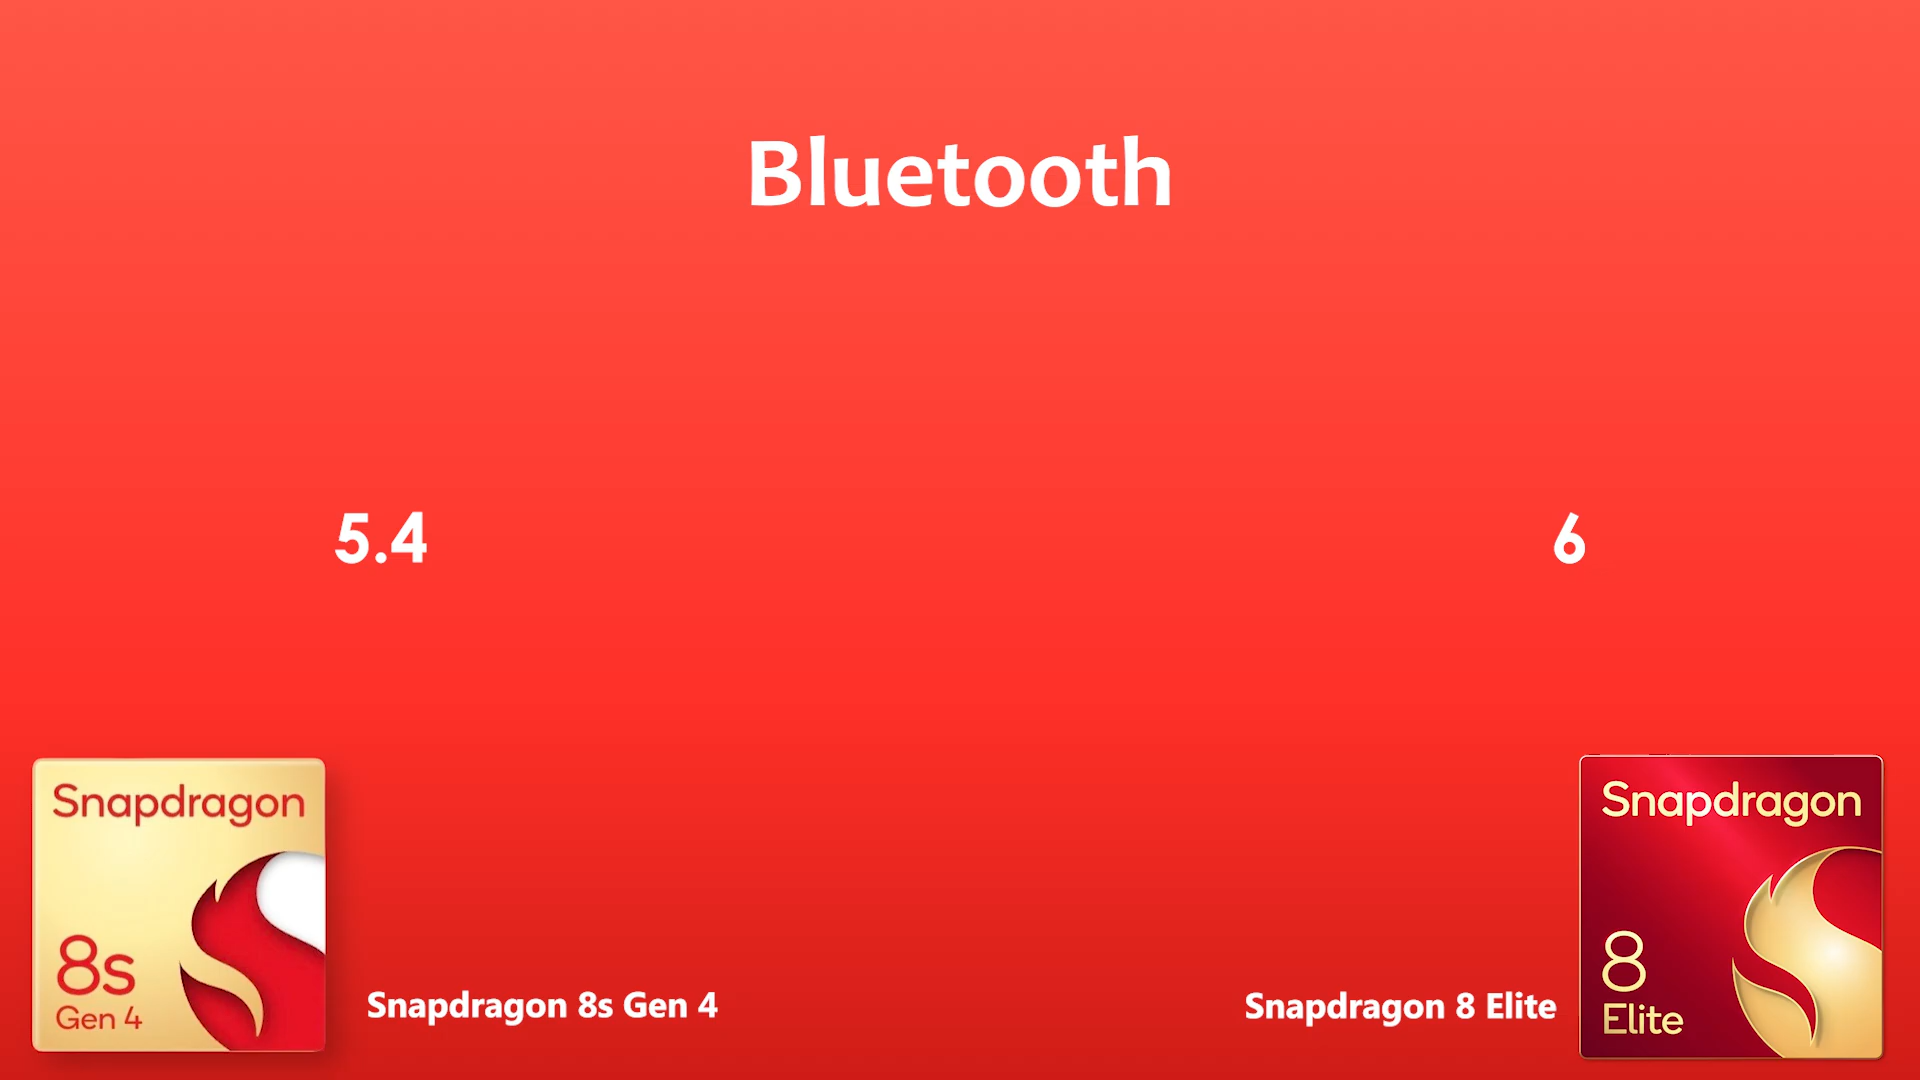 Bluetooth
5.4
6
Snapdragon
8s
Gen 4
Snapdragon 8s Gen 4
Snapdragon 8 Elite
Snapdragon
8
Elite